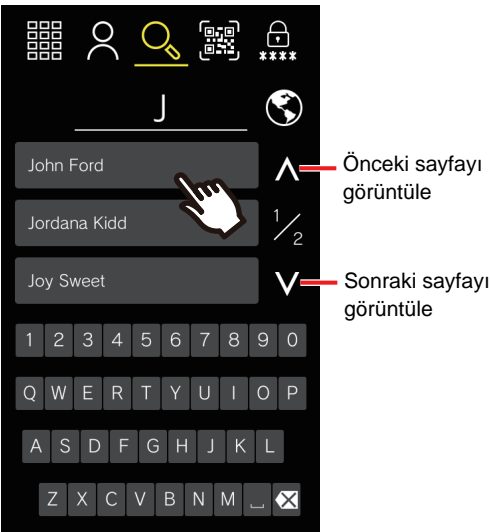 ****
J
John Ford
Önceki sayfayı
görüntüle
Jordana Kidd
1/2
Joy Sweet
Sonraki sayfayı
görüntüle
1 2 3 4 5 6 7 8 9 0
Q W E R T Y U I O P
A S D F G H J K L
Z X C V B N M